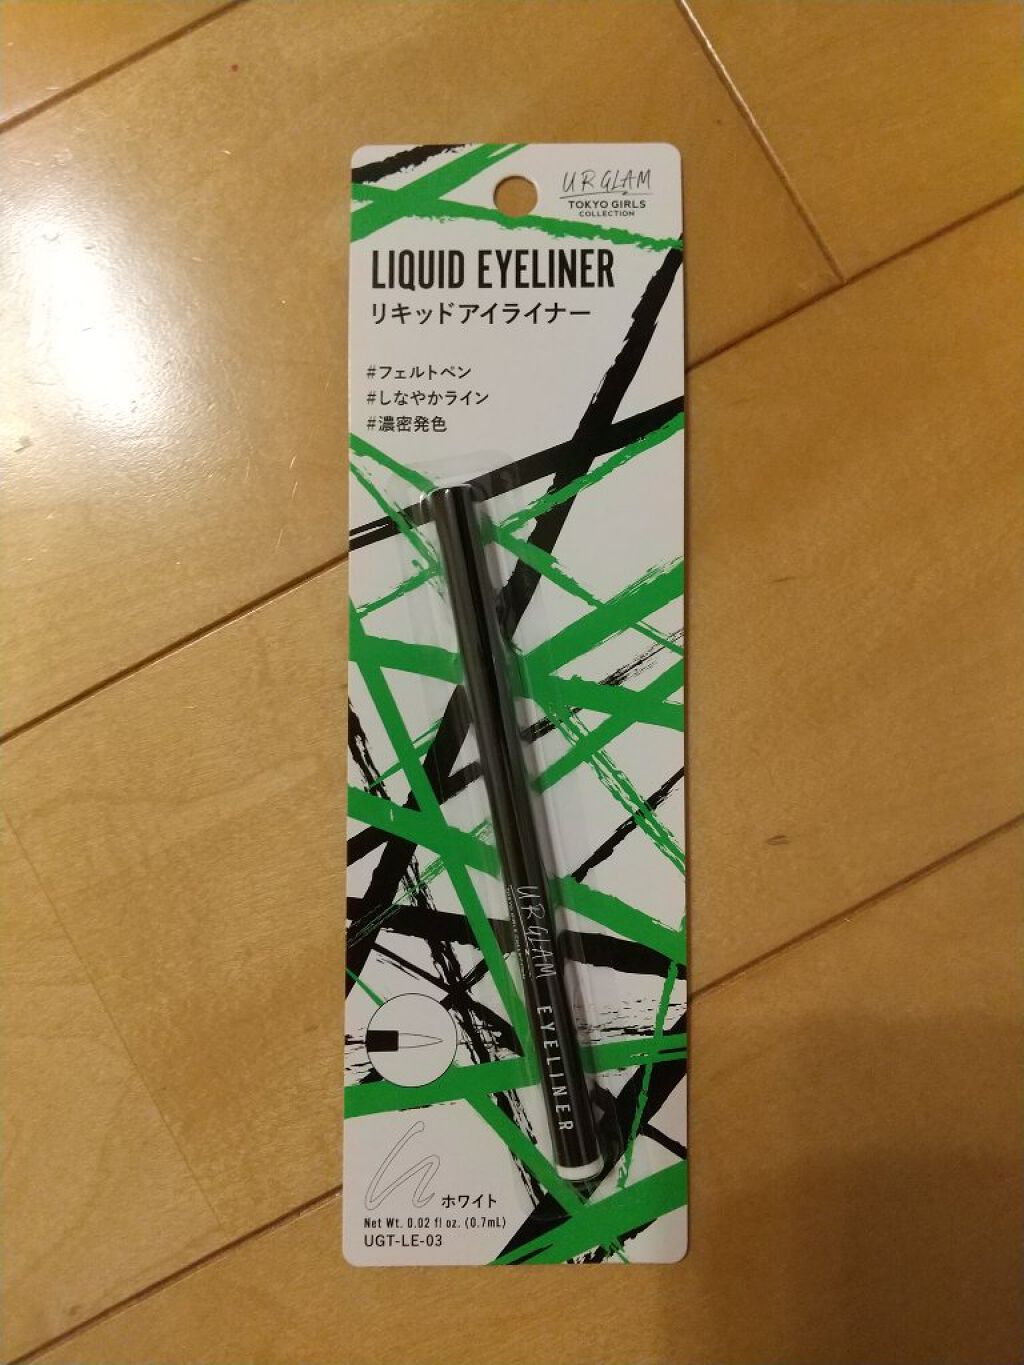 UR GLAM
TOKYO GIRLS
COLLECTION
LIQUID EYELINER
リキッドアイライナー
#フェルトペン
#しなやかライン
#濃密発色
UR GLAM EYELINER
ホワイト
Net Wt. 0.02 fl oz. (0.7mL)
UGT-LE-03